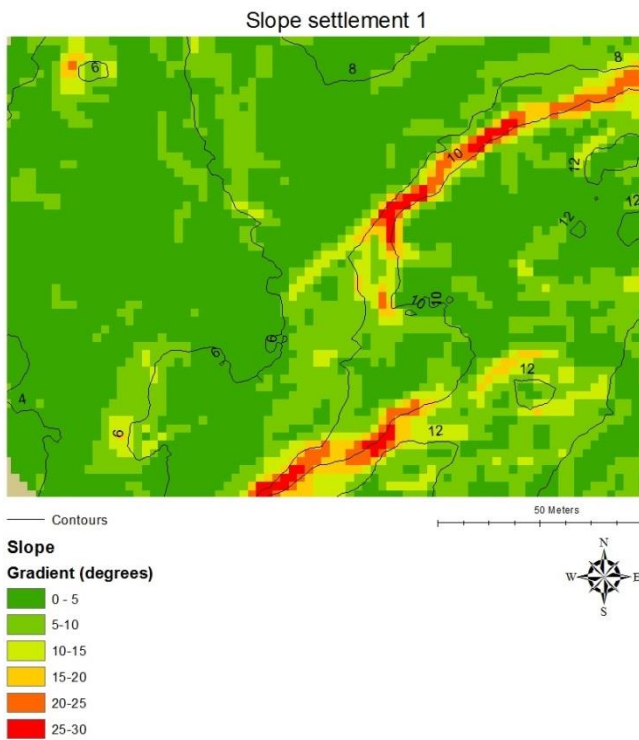 Slope settlement 1
6
8
8
10
12
12
12
10
10
6
6
12
4
6
12
Contours
50 Meters
Slope
Gradient (degrees)
N
W
E
S
0 - 5
5-10
10-15
15-20
20-25
25-30